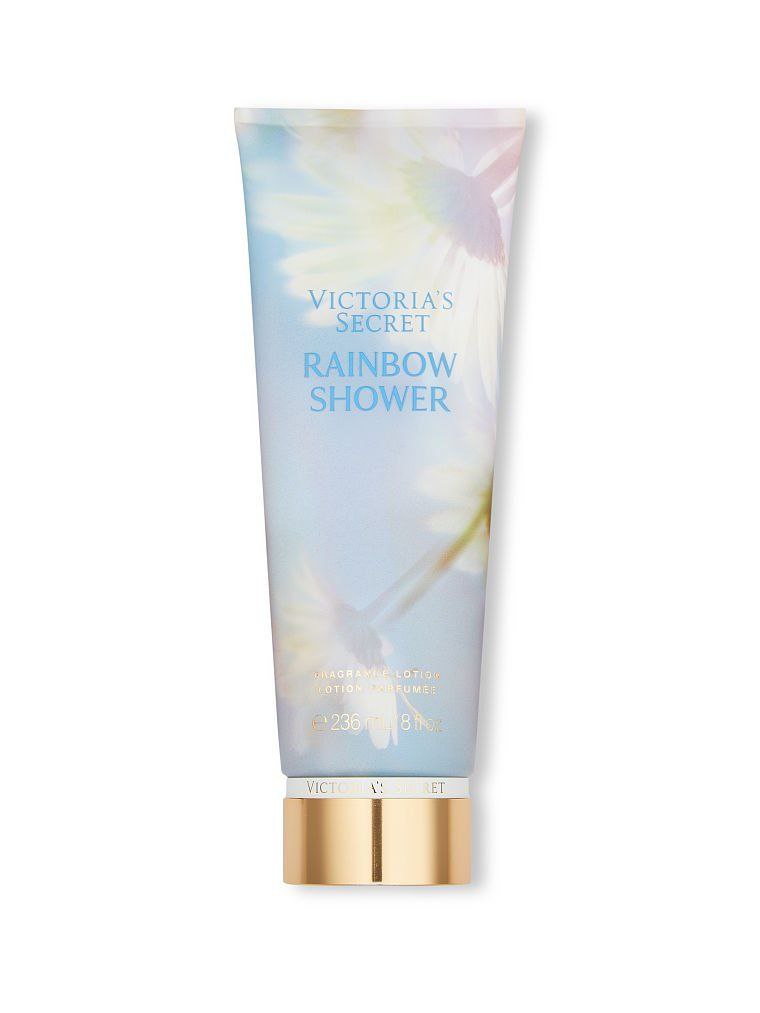 VICTORIA'S
SECRET
RAINBOW
SHOWER
FRAGRANCE LOTION
LOTION PARFUMÉE
℮ 236 mL/8 fl oz
VICTORIA'S SECRET